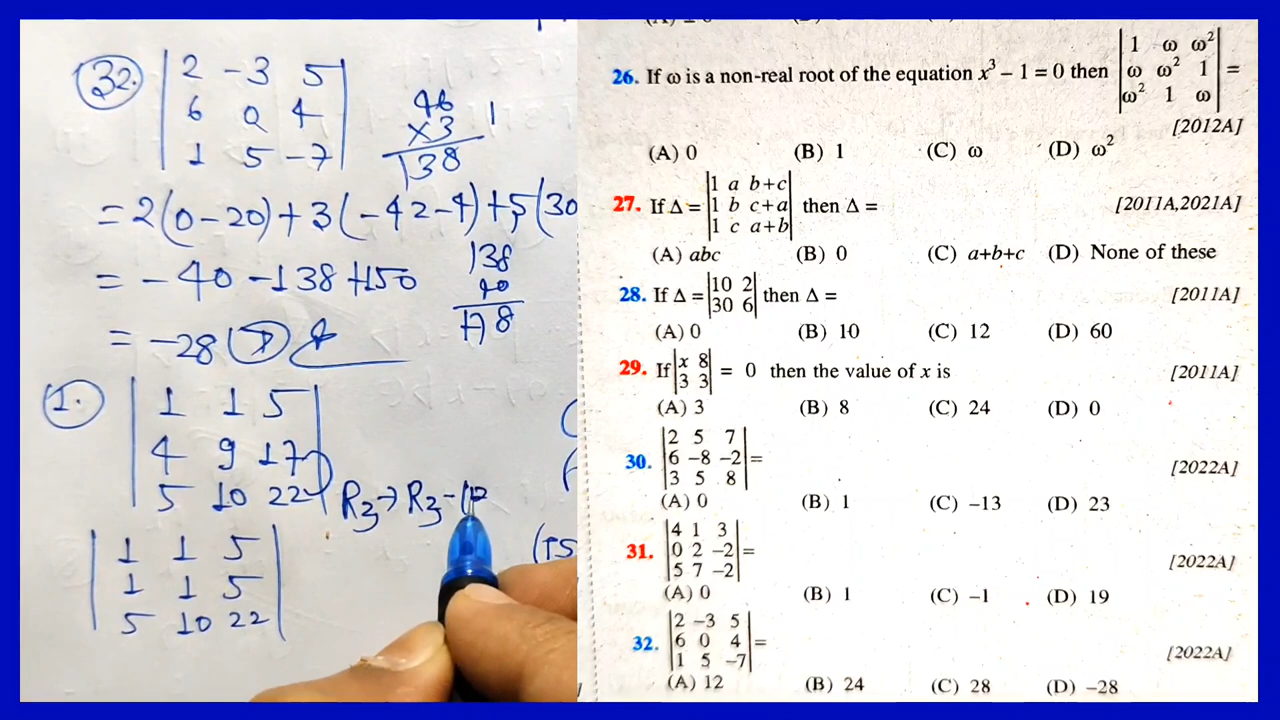 32. | 2 -3 5 |
| 6 0 4 |
| 1 5 -7 |
46
×3
138
1
= 2(0-20)+3(-42-4)+5(30
= -40 -138 +150
138
40
178
= -28
1. | 1 1 5 |
| 4 9 17 |
| 5 10 22 | R3→R3-
| 1 1 5 |
| 1 1 5 |
| 5 10 22 |
26. If ω is a non-real root of the equation x³ – 1 = 0 then | 1 ω ω² | =
| ω ω² 1 |
| ω² 1 ω |
[2012A]
(A) 0 (B) 1 (C) ω (D) ω²
27. If Δ = | 1 a b+c | then Δ = [2011A,2021A]
| 1 b c+a |
| 1 c a+b |
(A) abc (B) 0 (C) a+b+c (D) None of these
28. If Δ = | 10 2 | then Δ = [2011A]
| 30 6 |
(A) 0 (B) 10 (C) 12 (D) 60
29. If | x 8 | = 0 then the value of x is [2011A]
| 3 3 |
(A) 3 (B) 8 (C) 24 (D) 0
30. | 2 5 7 | = [2022A]
| 6 –8 –2 |
| 3 5 8 |
(A) 0 (B) 1 (C) –13 (D) 23
31. | 4 1 3 | = [2022A]
| 0 2 –2 |
| 5 7 –2 |
(A) 0 (B) 1 (C) –1 (D) 19
32. | 2 –3 5 | = [2022A]
| 6 0 4 |
| 1 5 –7 |
(A) 12 (B) 24 (C) 28 (D) –28